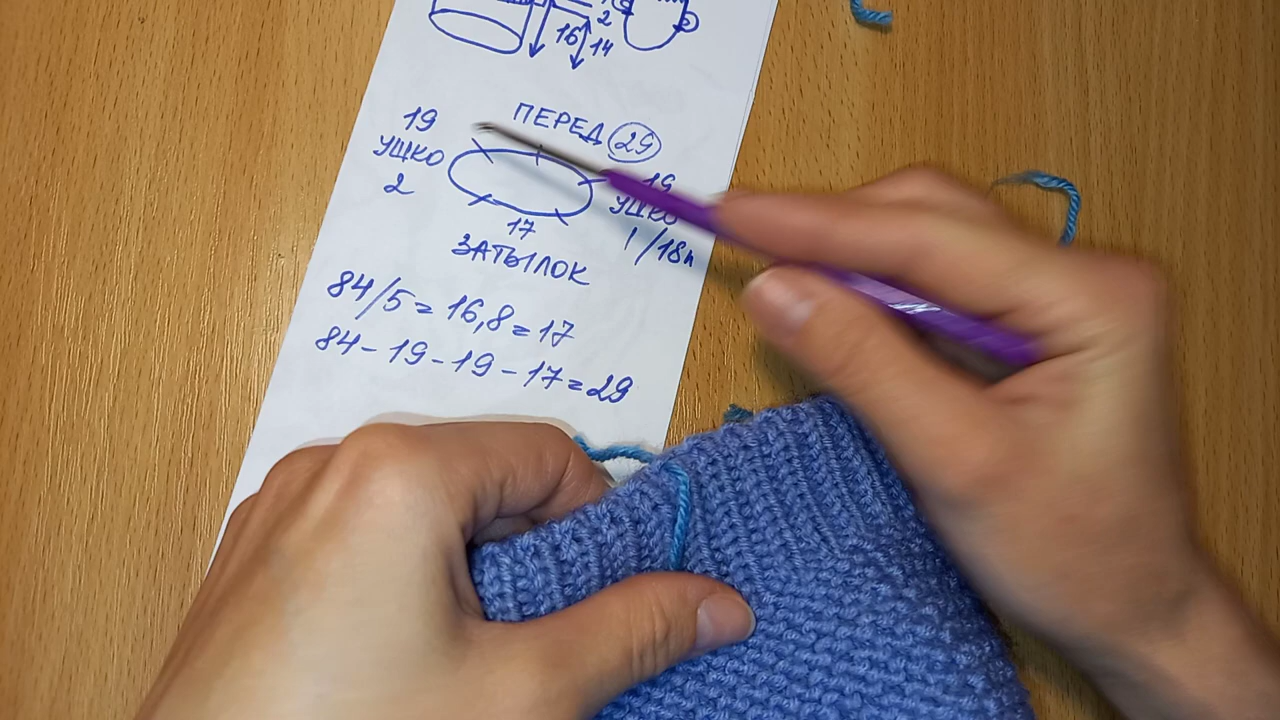 2
16 14
19
ПЕРЕД 29
УШКО
19
2
УШКО
17
1/18п
ЗАТЫЛОК
84/5=16,8=17
84-19-19-17=29